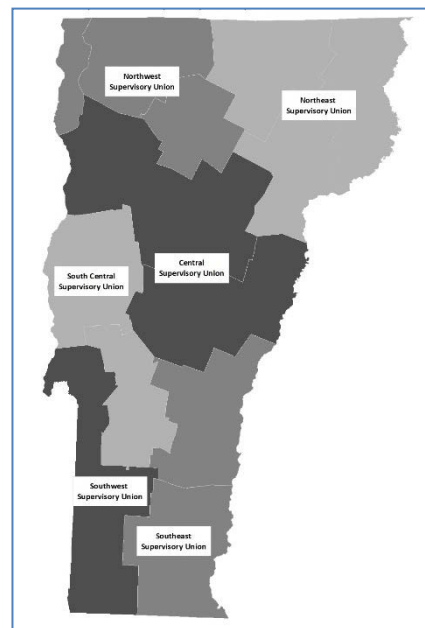 Northwest
Supervisory Union
Northeast
Supervisory Union
South Central
Supervisory Union
Central
Supervisory Union
Southwest
Supervisory Union
Southeast
Supervisory Union